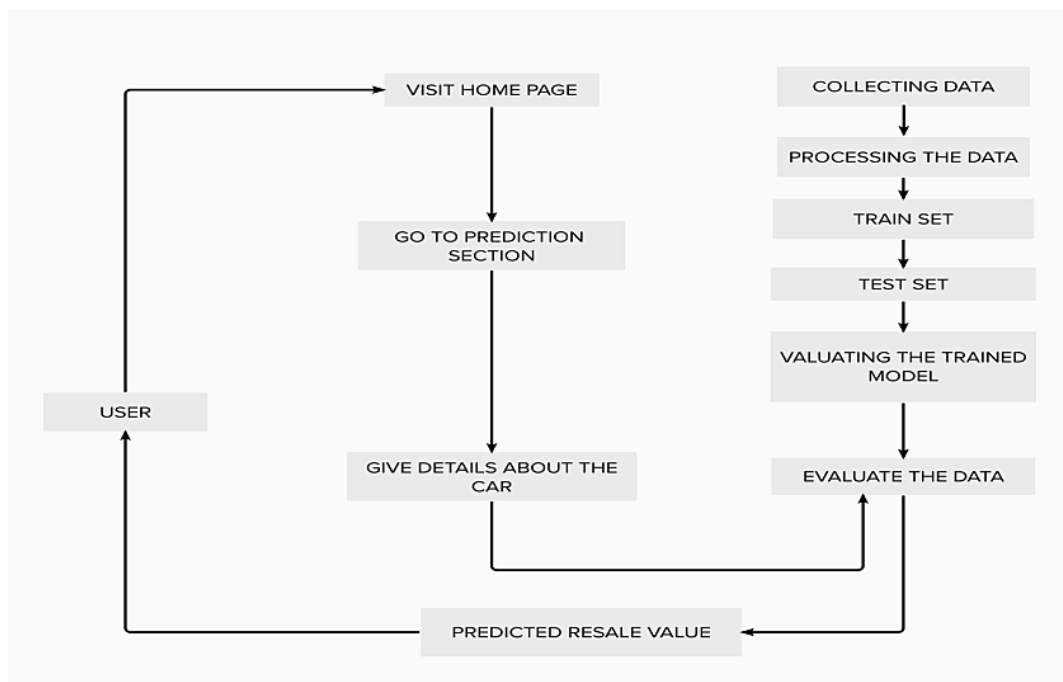 VISIT HOME PAGE
GO TO PREDICTION
SECTION
USER
GIVE DETAILS ABOUT THE
CAR
COLLECTING DATA
PROCESSING THE DATA
TRAIN SET
TEST SET
VALUATING THE TRAINED
MODEL
EVALUATE THE DATA
PREDICTED RESALE VALUE